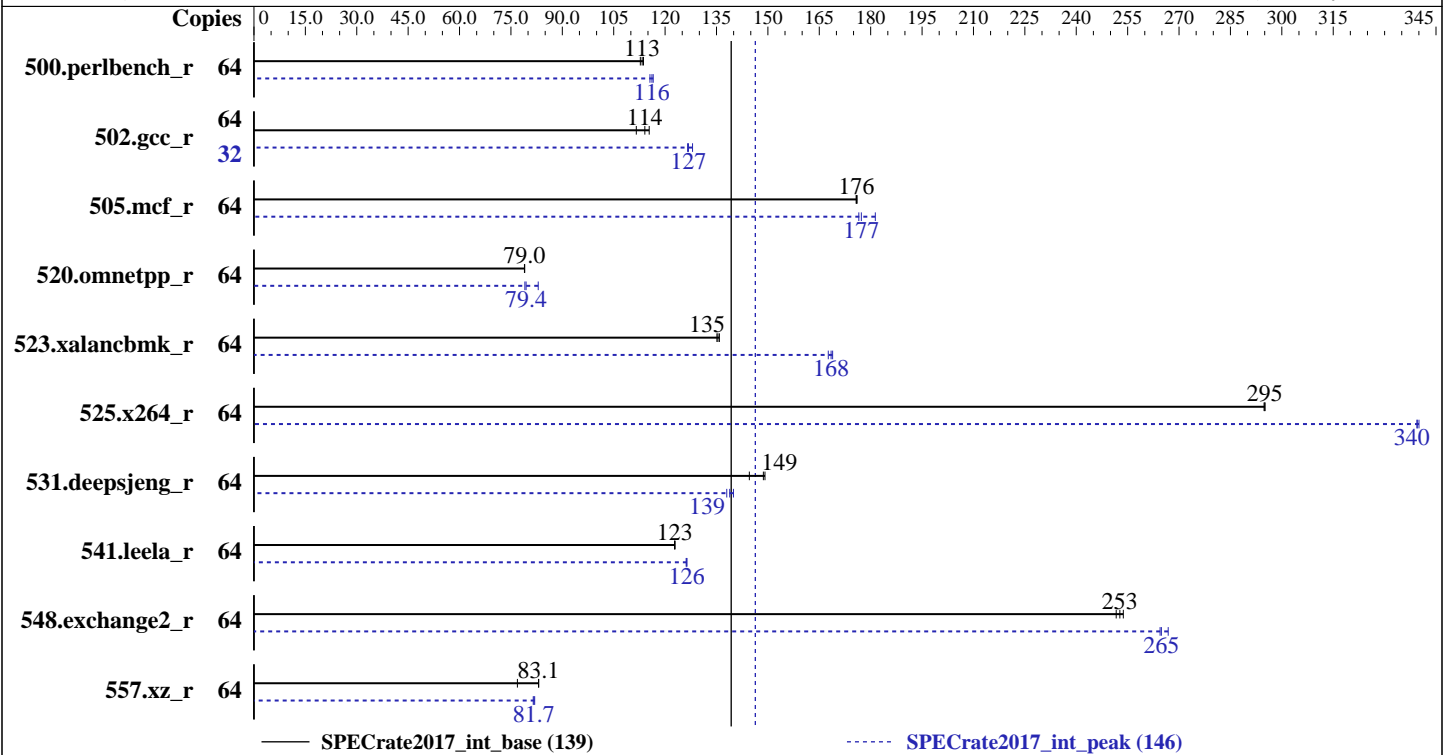 Copies 0 15.0 30.0 45.0 60.0 75.0 90.0 105 120 135 150 165 180 195 210 225 240 255 270 285 300 315 345
113
500.perlbench_r 64
116
64
114
502.gcc_r
32
127
176
505.mcf_r 64
177
79.0
520.omnetpp_r 64
79.4
135
523.xalancbmk_r 64
168
295
525.x264_r 64
340
149
531.deepsjeng_r 64
139
123
541.leela_r 64
126
253
548.exchange2_r 64
265
83.1
557.xz_r 64
81.7
SPECrate2017_int_base (139) SPECrate2017_int_peak (146)